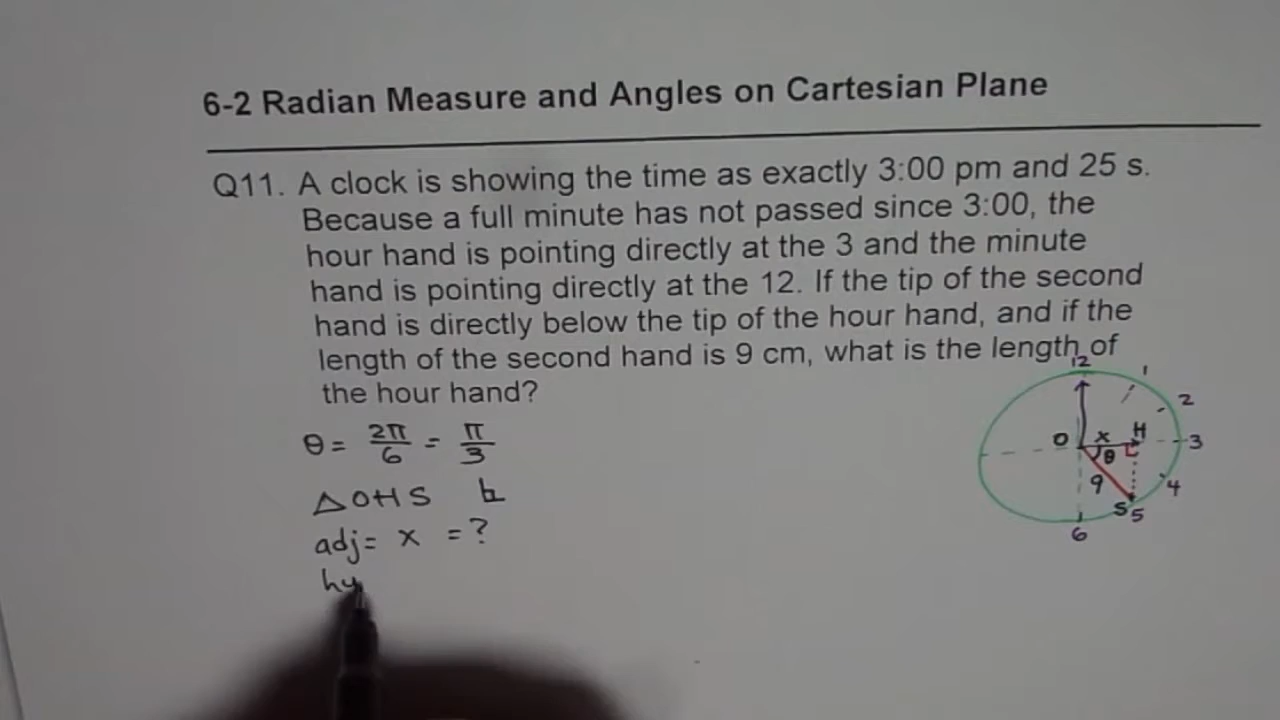 6-2 Radian Measure and Angles on Cartesian Plane
Q11. A clock is showing the time as exactly 3:00 pm and 25 s.
Because a full minute has not passed since 3:00, the
hour hand is pointing directly at the 3 and the minute
hand is pointing directly at the 12. If the tip of the second
hand is directly below the tip of the hour hand, and if the
length of the second hand is 9 cm, what is the length of
the hour hand?
θ = 2π/6 = π/3
△OHS
adj = x = ?
hy
12
1
2
O x H
3
θ
9
4
S 5
6